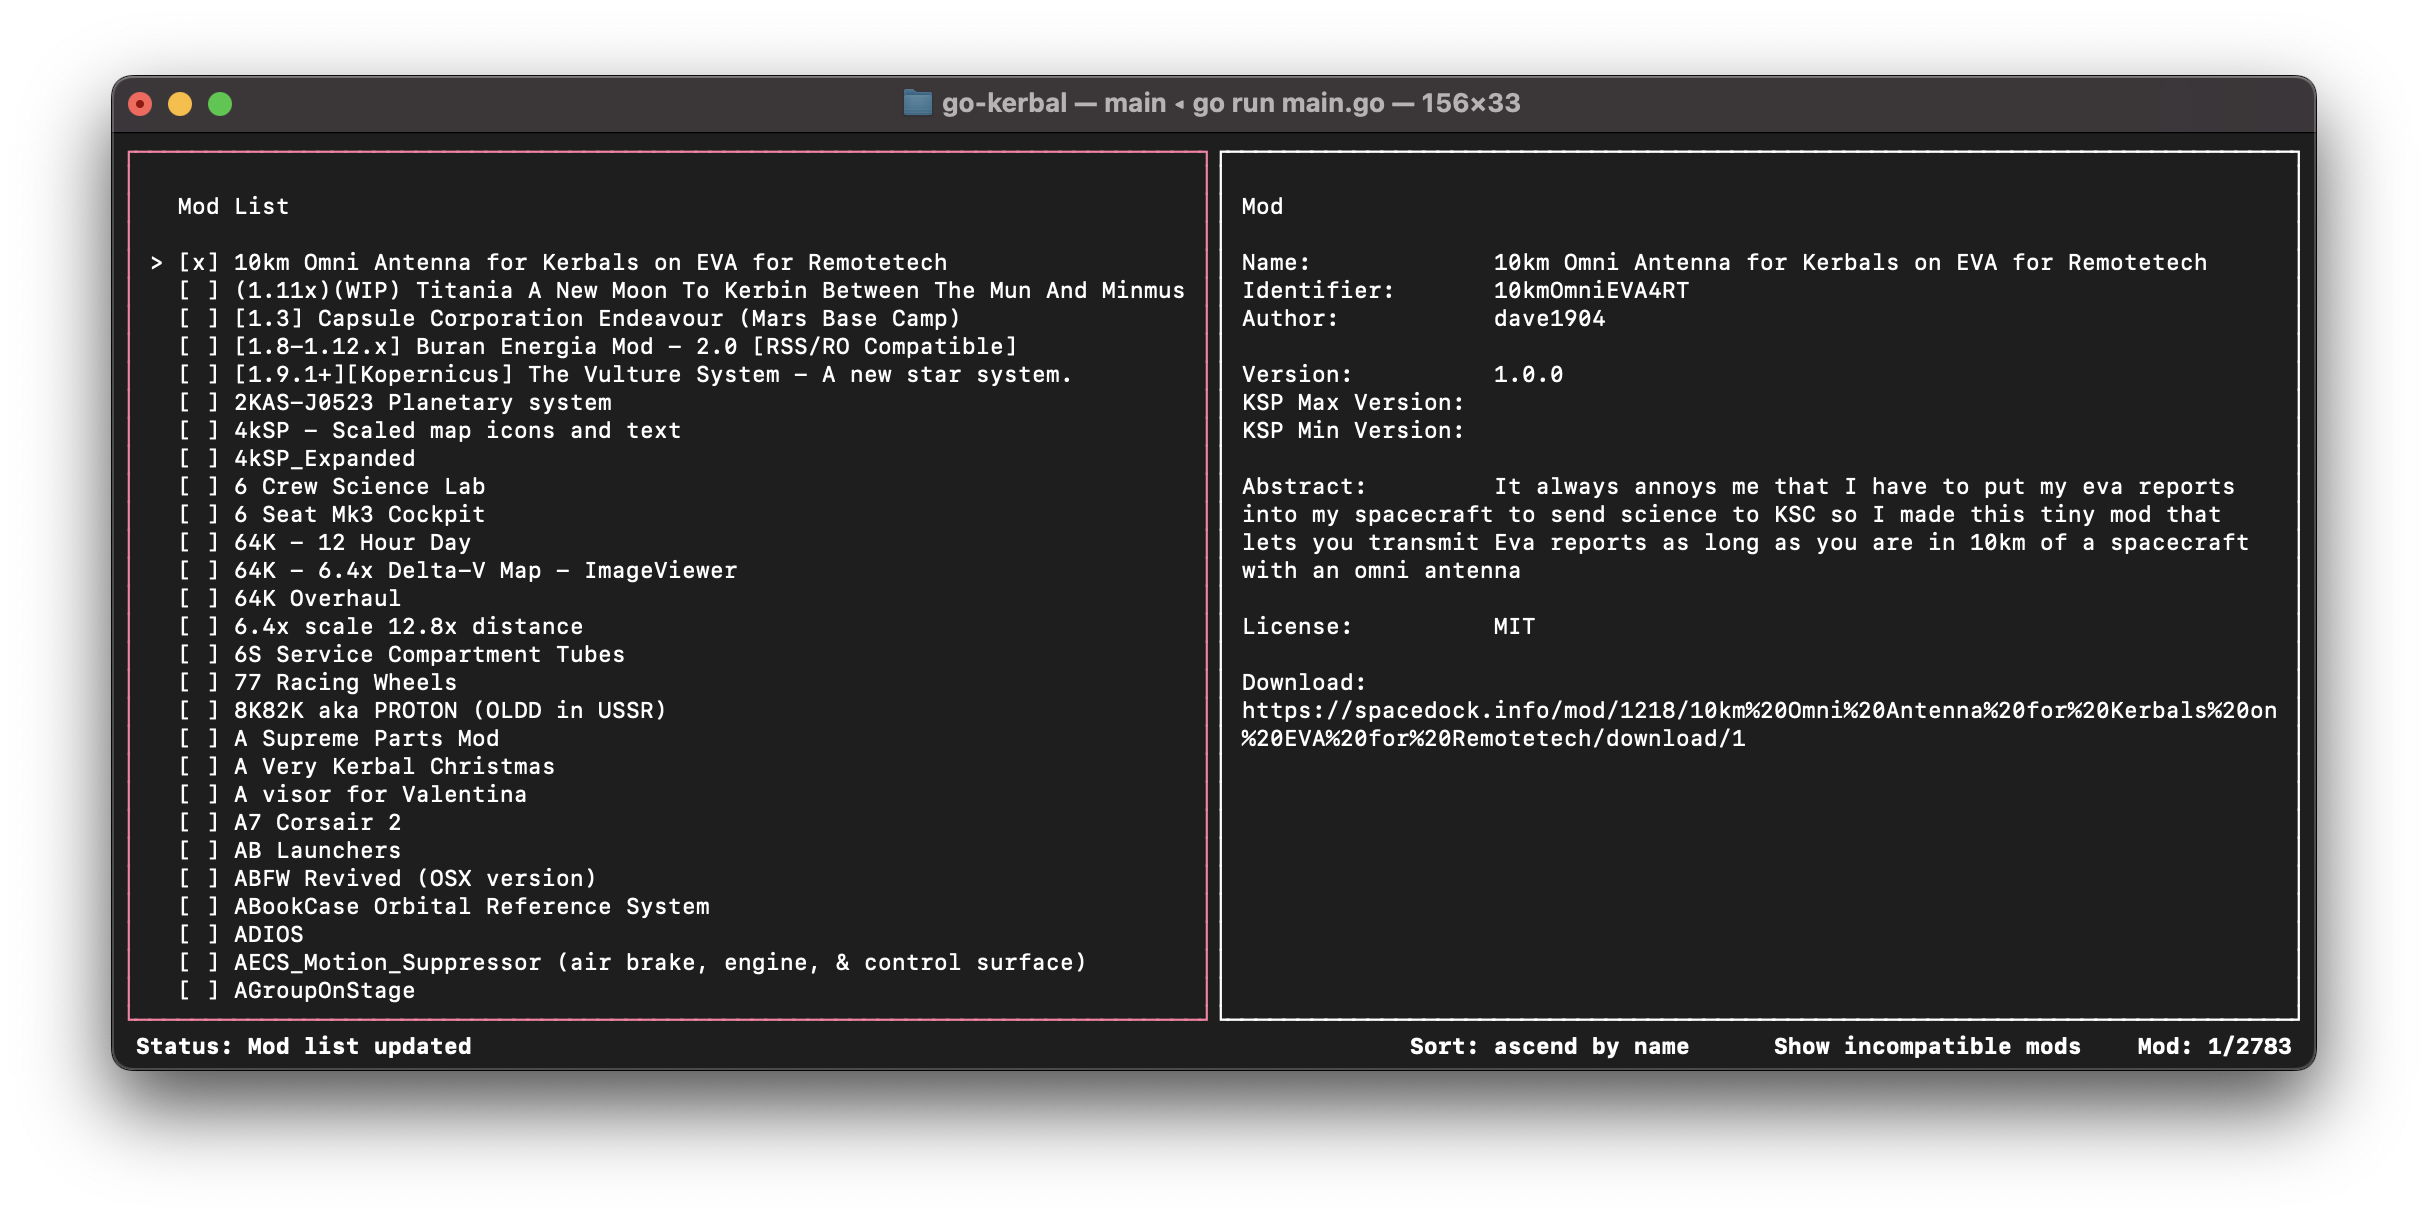 go-kerbal — main ◂ go run main.go — 156×33
Mod List
> [x] 10km Omni Antenna for Kerbals on EVA for Remotetech
[ ] (1.11x)(WIP) Titania A New Moon To Kerbin Between The Mun And Minmus
[ ] [1.3] Capsule Corporation Endeavour (Mars Base Camp)
[ ] [1.8-1.12.x] Buran Energia Mod - 2.0 [RSS/RO Compatible]
[ ] [1.9.1+][Kopernicus] The Vulture System - A new star system.
[ ] 2KAS-J0523 Planetary system
[ ] 4kSP - Scaled map icons and text
[ ] 4kSP_Expanded
[ ] 6 Crew Science Lab
[ ] 6 Seat Mk3 Cockpit
[ ] 64K - 12 Hour Day
[ ] 64K - 6.4x Delta-V Map - ImageViewer
[ ] 64K Overhaul
[ ] 6.4x scale 12.8x distance
[ ] 6S Service Compartment Tubes
[ ] 77 Racing Wheels
[ ] 8K82K aka PROTON (OLDD in USSR)
[ ] A Supreme Parts Mod
[ ] A Very Kerbal Christmas
[ ] A visor for Valentina
[ ] A7 Corsair 2
[ ] AB Launchers
[ ] ABFW Revived (OSX version)
[ ] ABookCase Orbital Reference System
[ ] ADIOS
[ ] AECS_Motion_Suppressor (air brake, engine, & control surface)
[ ] AGroupOnStage
Mod
Name: 10km Omni Antenna for Kerbals on EVA for Remotetech
Identifier: 10kmOmniEVA4RT
Author: dave1904
Version: 1.0.0
KSP Max Version:
KSP Min Version:
Abstract: It always annoys me that I have to put my eva reports
into my spacecraft to send science to KSC so I made this tiny mod that
lets you transmit Eva reports as long as you are in 10km of a spacecraft
with an omni antenna
License: MIT
Download:
https://spacedock.info/mod/1218/10km%20Omni%20Antenna%20for%20Kerbals%20on
%20EVA%20for%20Remotetech/download/1
Status: Mod list updated Sort: ascend by name Show incompatible mods Mod: 1/2783